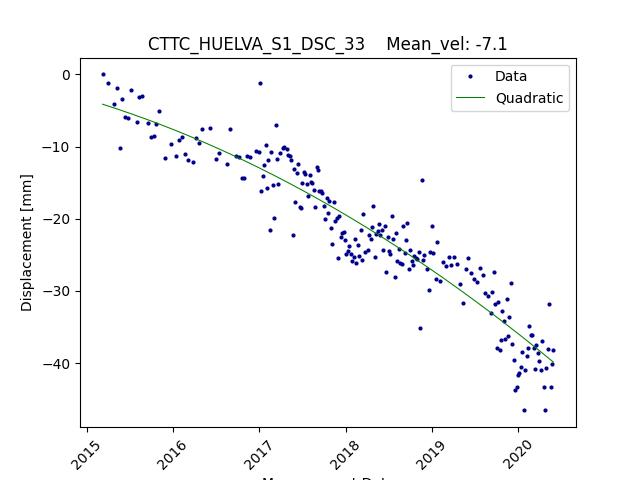 CTTC_HUELVA_S1_DSC_33    Mean_vel: -7.1
Data
Quadratic
Displacement [mm]
0
−10
−20
−30
−40
2015
2016
2017
2018
2019
2020